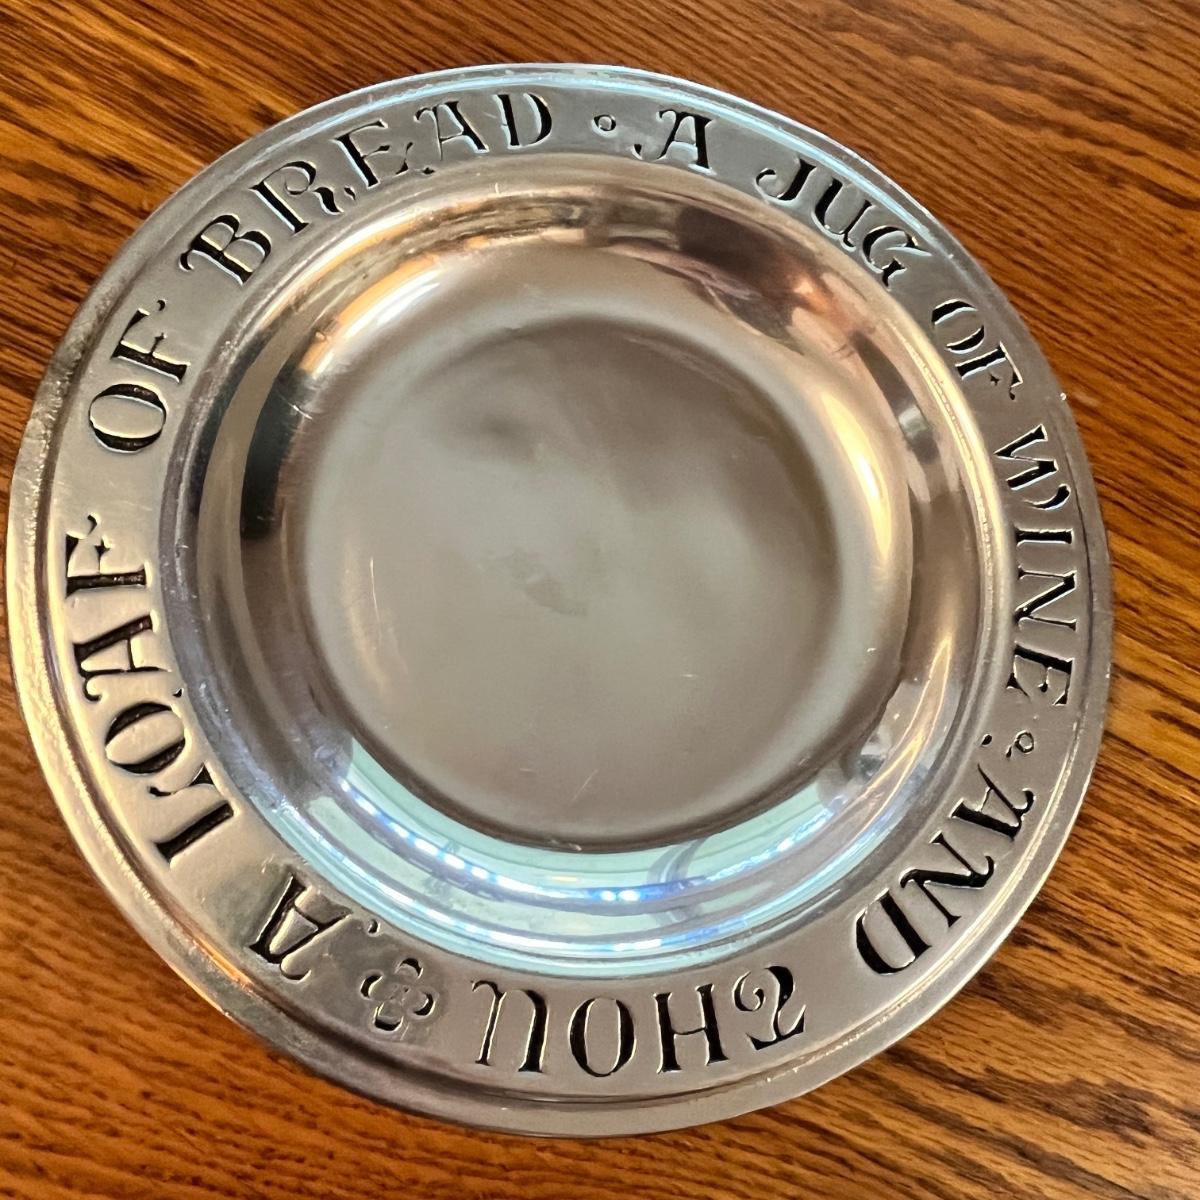 A LOAF OF BREAD · A JUG OF WINE · AND THOU